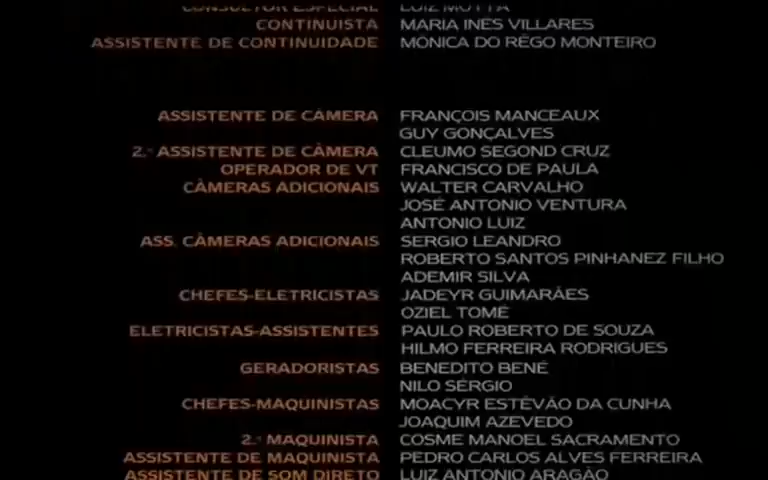 CONSULTOR ESPECIAL LUIZ MOTTA
CONTINUISTA MARIA INES VILLARES
ASSISTENTE DE CONTINUIDADE MONICA DO RÊGO MONTEIRO
ASSISTENTE DE CÂMERA FRANÇOIS MANCEAUX
GUY GONÇALVES
2.º ASSISTENTE DE CÂMERA CLEUMO SEGOND CRUZ
OPERADOR DE VT FRANCISCO DE PAULA
CÂMERAS ADICIONAIS WALTER CARVALHO
JOSÉ ANTONIO VENTURA
ANTONIO LUIZ
ASS. CÂMERAS ADICIONAIS SERGIO LEANDRO
ROBERTO SANTOS PINHANEZ FILHO
ADEMIR SILVA
CHEFES-ELETRICISTAS JADEYR GUIMARÃES
OZIEL TOMÉ
ELETRICISTAS-ASSISTENTES PAULO ROBERTO DE SOUZA
HILMO FERREIRA RODRIGUES
GERADORISTAS BENEDITO BENÉ
NILO SÉRGIO
CHEFES-MAQUINISTAS MOACYR ESTÊVÃO DA CUNHA
JOAQUIM AZEVEDO
2.º MAQUINISTA COSME MANOEL SACRAMENTO
ASSISTENTE DE MAQUINISTA PEDRO CARLOS ALVES FERREIRA
ASSISTENTE DE SOM DIRETO LUIZ ANTONIO ARAGÃO